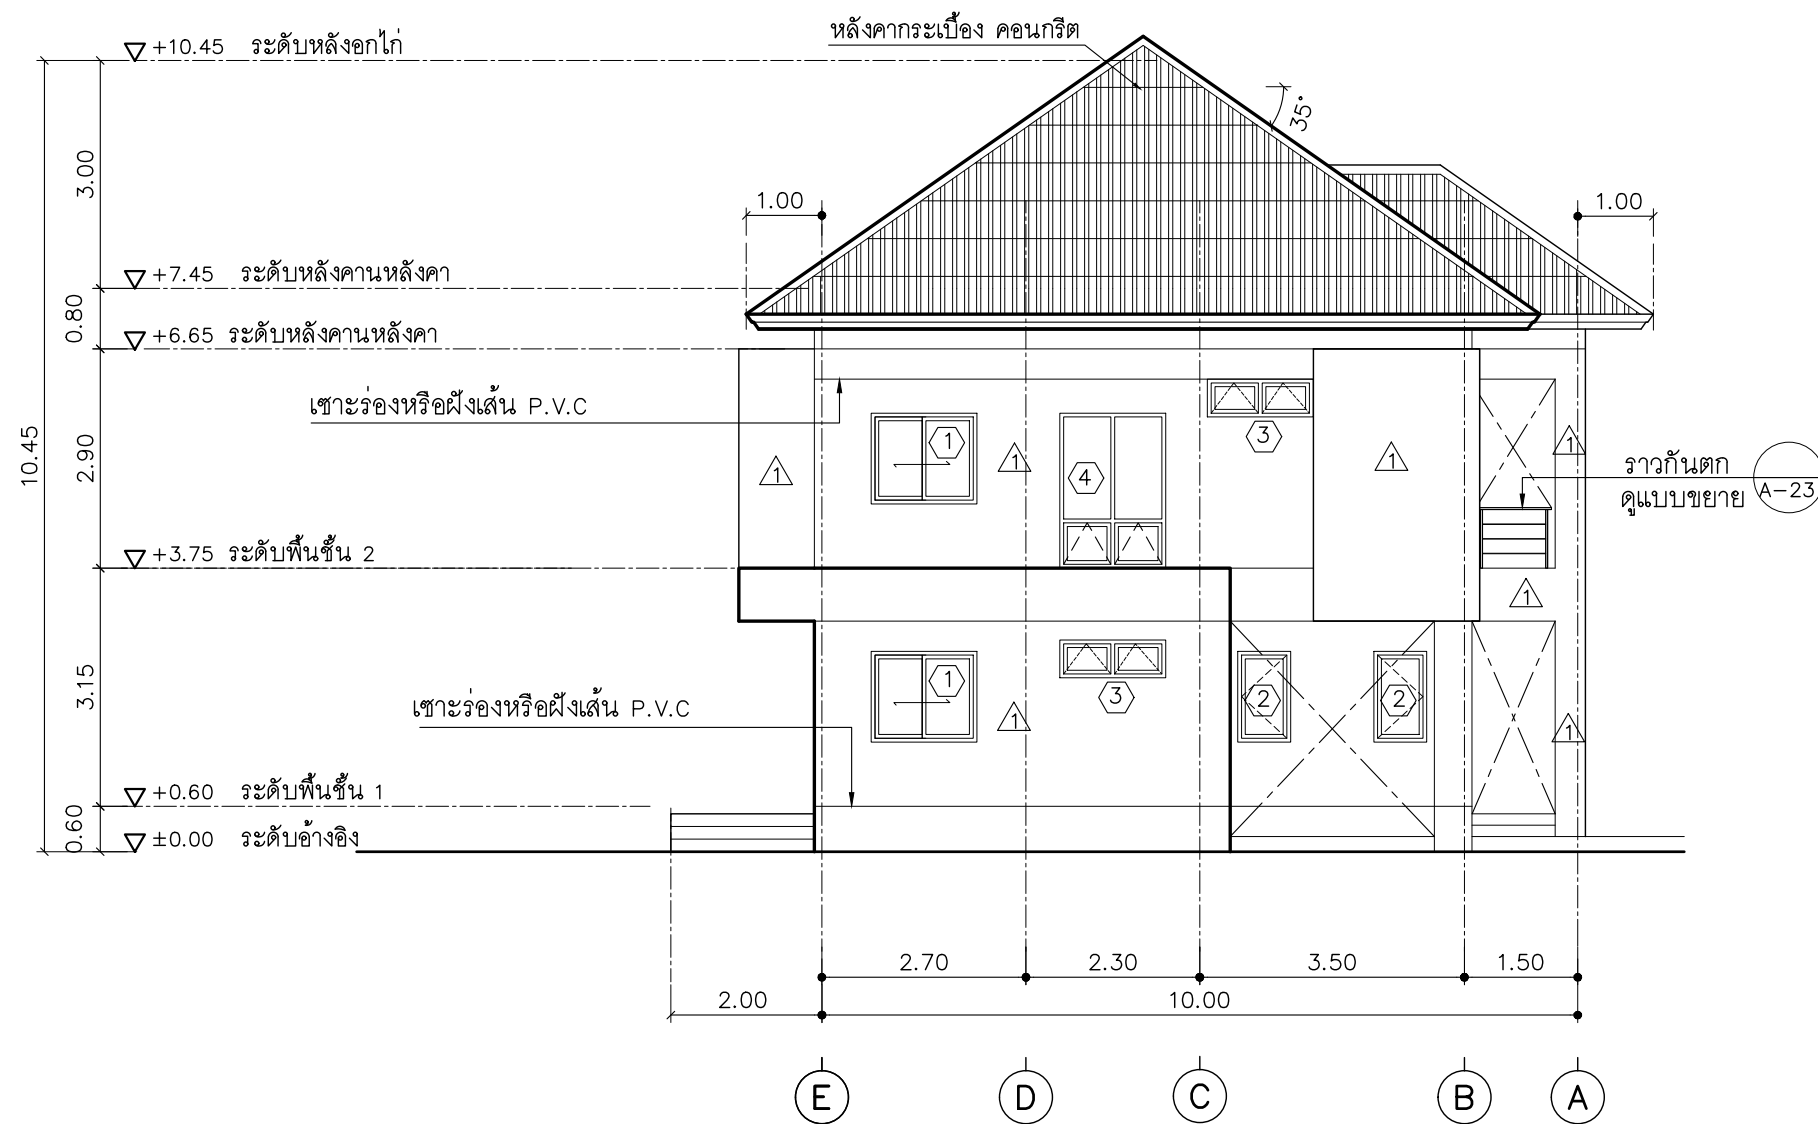 หลังคากระเบื้อง คอนกรีต
+10.45 ระดับหลังอกไก่
35°
3.00
1.00
1.00
+7.45 ระดับหลังคานหลังคา
0.80
+6.65 ระดับหลังคานหลังคา
เซาะร่องหรือฝังเส้น P.V.C
10.45
2.90
1
1
1
4
3
1
1
ราวกันตก
ดูแบบขยาย
A-23
+3.75 ระดับพื้นชั้น 2
1
3.15
1
1
3
2
2
1
เซาะร่องหรือฝังเส้น P.V.C
+0.60 ระดับพื้นชั้น 1
0.60
±0.00 ระดับอ้างอิง
2.70
2.30
3.50
1.50
2.00
10.00
E
D
C
B
A